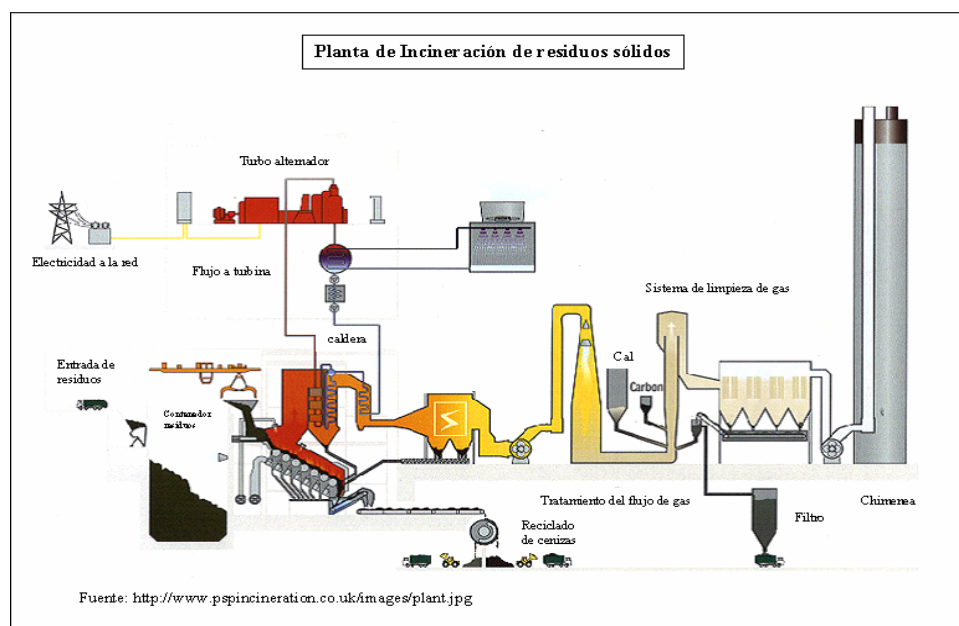 Planta de Incineración de residuos sólidos
Turbo alternador
Electricidad a la red
Flujo a turbina
Sistema de limpieza de gas
caldera
Entrada de
residuos
Cal
Carbon
Contenador
residuos
Tratamiento del flujo de gas
Chimenea
Filtro
Reciclado
de cenizas
Fuente: http://www.pspincineration.co.uk/images/plant.jpg